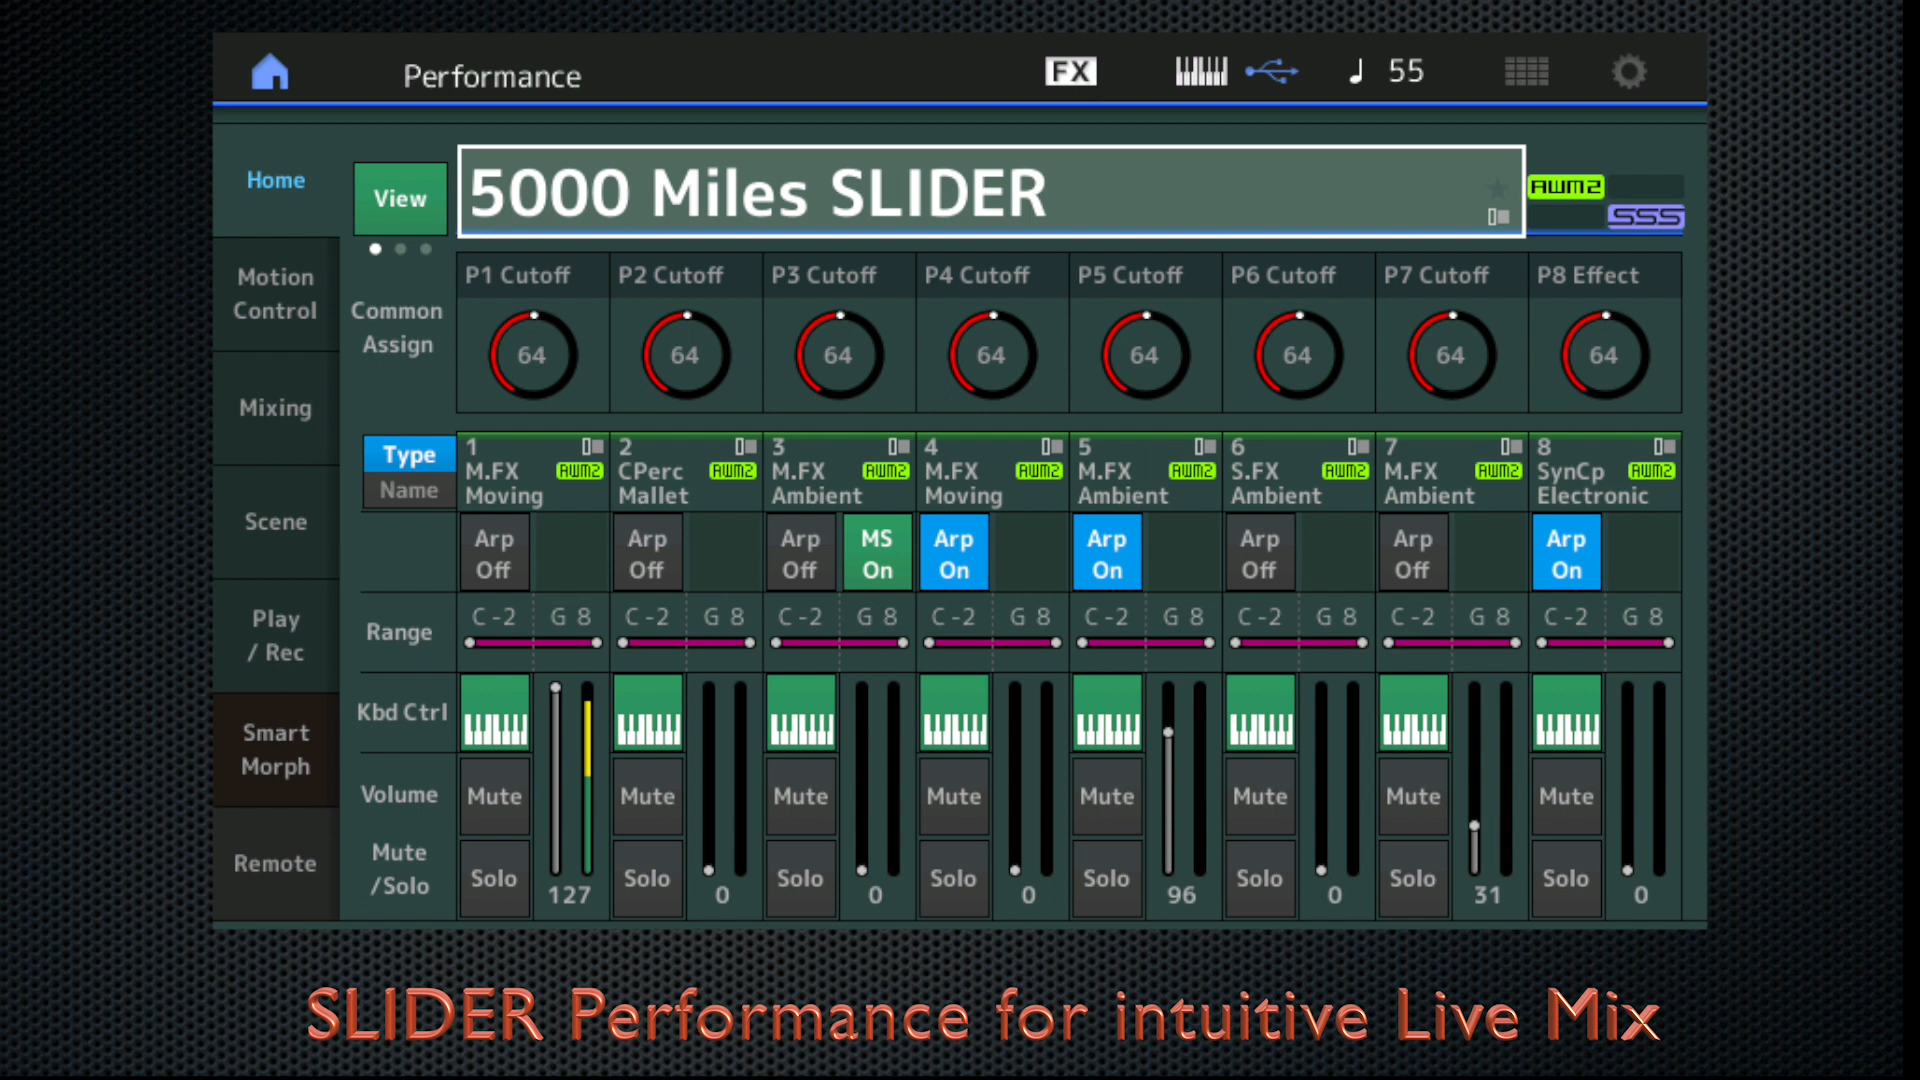 Performance FX 55
Home View 5000 Miles SLIDER AWM2
SSS
P1 Cutoff P2 Cutoff P3 Cutoff P4 Cutoff P5 Cutoff P6 Cutoff P7 Cutoff P8 Effect
Motion
Control
Common
Assign
64 64 64 64 64 64 64 64
Mixing
Type 1 2 3 4 5 6 7 8
M.FX AWM2 CPerc AWM2 M.FX AWM2 M.FX AWM2 M.FX AWM2 S.FX AWM2 M.FX AWM2 SynCp AWM2
Name Moving Mallet Ambient Moving Ambient Ambient Ambient Electronic
Scene
Arp Arp Arp MS Arp Arp Arp Arp Arp
Off Off Off On On On Off Off On
Play
/ Rec
Range C -2 G 8 C -2 G 8 C -2 G 8 C -2 G 8 C -2 G 8 C -2 G 8 C -2 G 8 C -2 G 8
Smart
Morph
Kbd Ctrl
Volume Mute Mute Mute Mute Mute Mute Mute Mute
Remote
Mute
/Solo
Solo Solo Solo Solo Solo Solo Solo Solo
127 0 0 0 96 0 31 0
SLIDER Performance for intuitive Live Mix